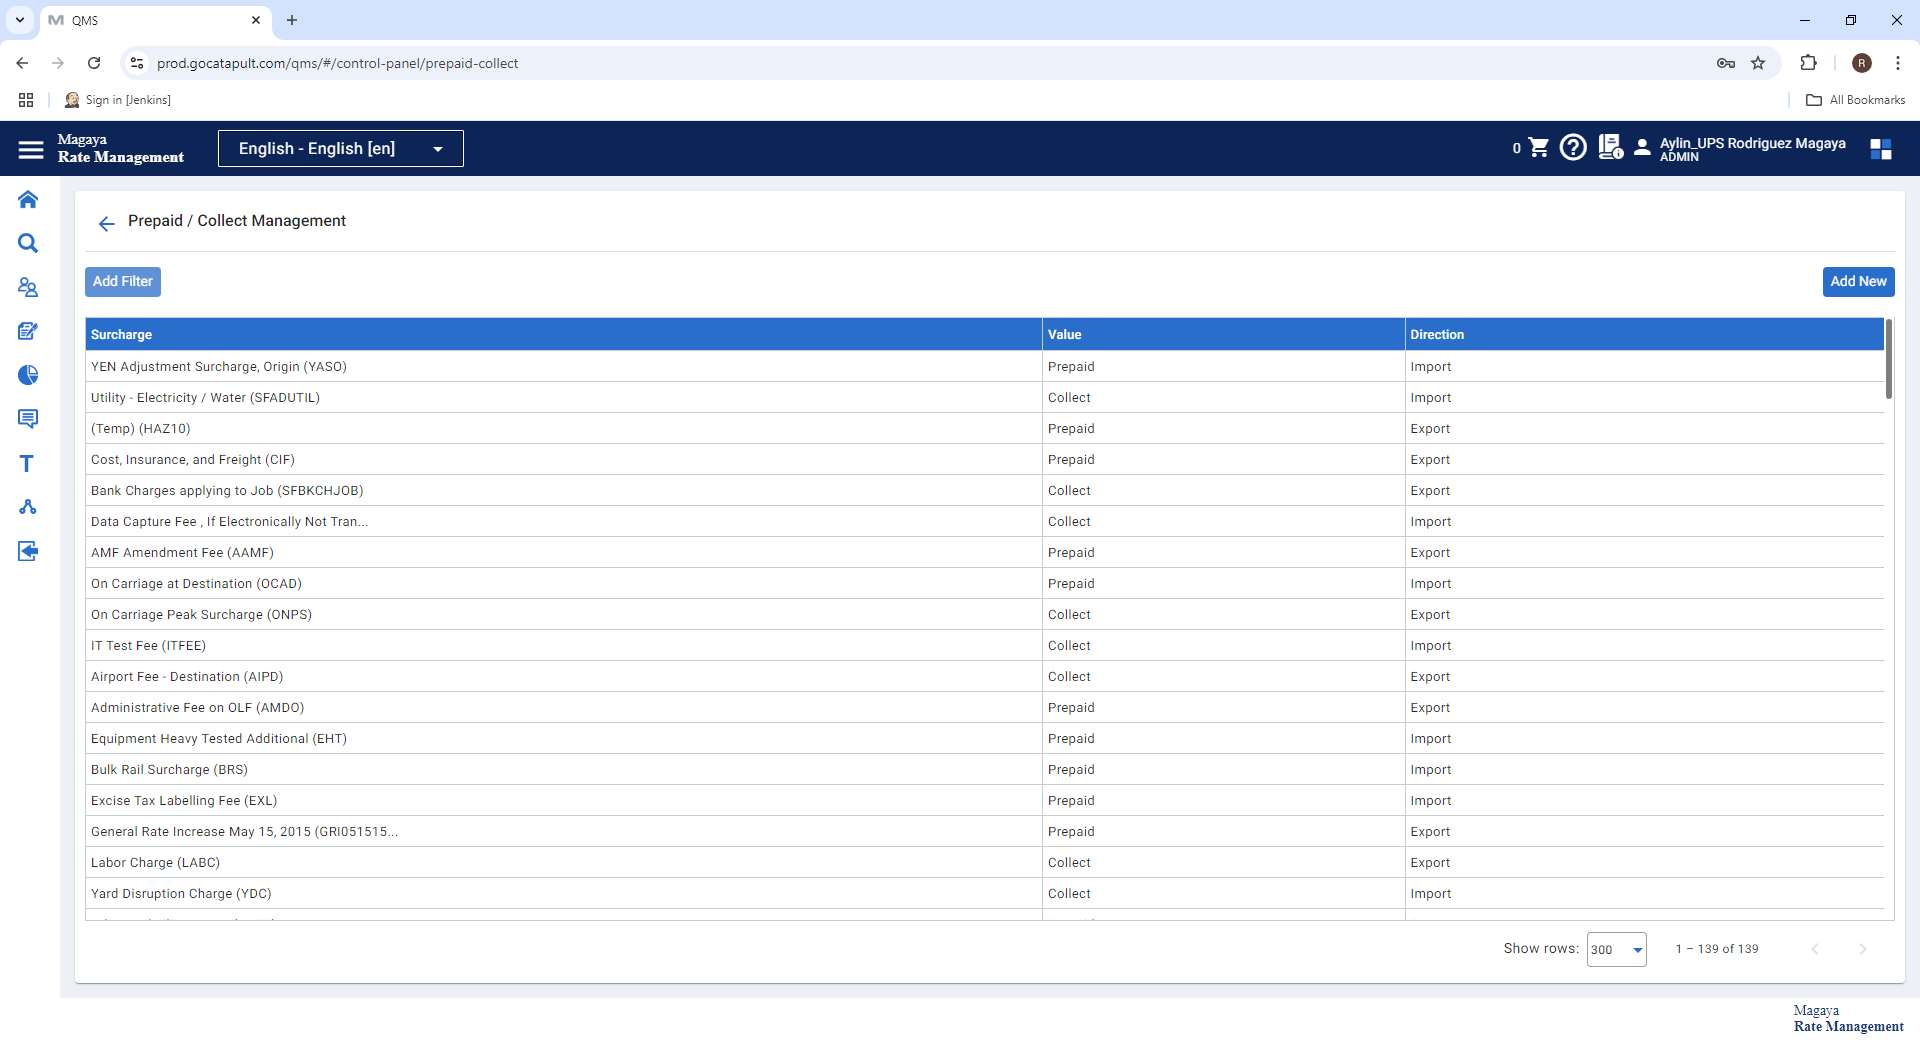 QMS
prod.gocatapult.com/qms/#/control-panel/prepaid-collect
R
Sign in [Jenkins]
All Bookmarks
Magaya
Rate Management
English - English [en]
0
Aylin_UPS Rodriguez Magaya
ADMIN
Prepaid / Collect Management
Add Filter
Add New
Surcharge Value Direction
YEN Adjustment Surcharge, Origin (YASO) Prepaid Import
Utility - Electricity / Water (SFADUTIL) Collect Import
(Temp) (HAZ10) Prepaid Export
Cost, Insurance, and Freight (CIF) Prepaid Export
Bank Charges applying to Job (SFBKCHJOB) Collect Export
Data Capture Fee , If Electronically Not Tran... Collect Import
AMF Amendment Fee (AAMF) Prepaid Export
On Carriage at Destination (OCAD) Prepaid Import
On Carriage Peak Surcharge (ONPS) Collect Export
IT Test Fee (ITFEE) Collect Import
Airport Fee - Destination (AIPD) Collect Export
Administrative Fee on OLF (AMDO) Prepaid Export
Equipment Heavy Tested Additional (EHT) Prepaid Import
Bulk Rail Surcharge (BRS) Prepaid Import
Excise Tax Labelling Fee (EXL) Prepaid Import
General Rate Increase May 15, 2015 (GRI051515... Prepaid Export
Labor Charge (LABC) Collect Export
Yard Disruption Charge (YDC) Collect Import
Show rows: 300 1 – 139 of 139
Magaya
Rate Management